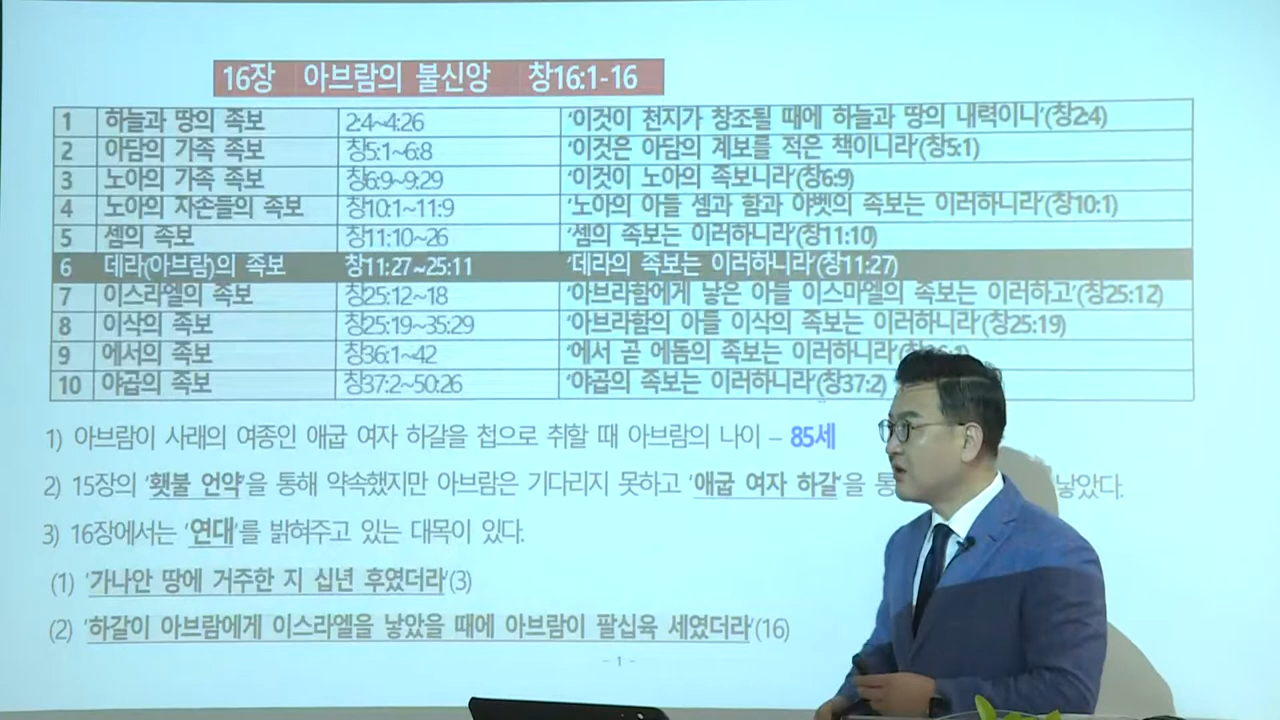 16장 아브람의 불신앙 창16:1-16
1 하늘과 땅의 족보 2:4~4:26 '이것이 천지가 창조될 때에 하늘과 땅의 내력이니'(창2:4)
2 아담의 가족 족보 창5:1~6:8 '이것은 아담의 계보를 적은 책이니라'(창5:1)
3 노아의 가족 족보 창6:9~9:29 '이것이 노아의 족보니라'(창6:9)
4 노아의 자손들의 족보 창10:1~11:9 '노아의 아들 셈과 함과 야벳의 족보는 이러하니라'(창10:1)
5 셈의 족보 창11:10~26 '셈의 족보는 이러하니라'(창11:10)
6 데라(아브람)의 족보 창11:27~25:11 '데라의 족보는 이러하니라'(창11:27)
7 이스라엘의 족보 창25:12~18 '아브라함에게 낳은 아들 이스마엘의 족보는 이러하고'(창25:12)
8 이삭의 족보 창25:19~35:29 '아브라함의 아들 이삭의 족보는 이러하니라'(창25:19)
9 에서의 족보 창36:1~42 '에서 곧 에돔의 족보는 이러하니라'
10 야곱의 족보 창37:2~50:26 '야곱의 족보는 이러하니라'(창37:2)
1) 아브람이 사래의 여종인 애굽 여자 하갈을 첩으로 취할 때 아브람의 나이 – 85세
2) 15장의 '횃불 언약'을 통해 약속했지만 아브람은 기다리지 못하고 '애굽 여자 하갈'을 낳았다.
3) 16장에서는 '연대'를 밝혀주고 있는 대목이 있다.
(1) '가나안 땅에 거주한 지 십년 후였더라'(3)
(2) '하갈이 아브람에게 이스라엘을 낳았을 때에 아브람이 팔십육 세였더라'(16)
- 1 -